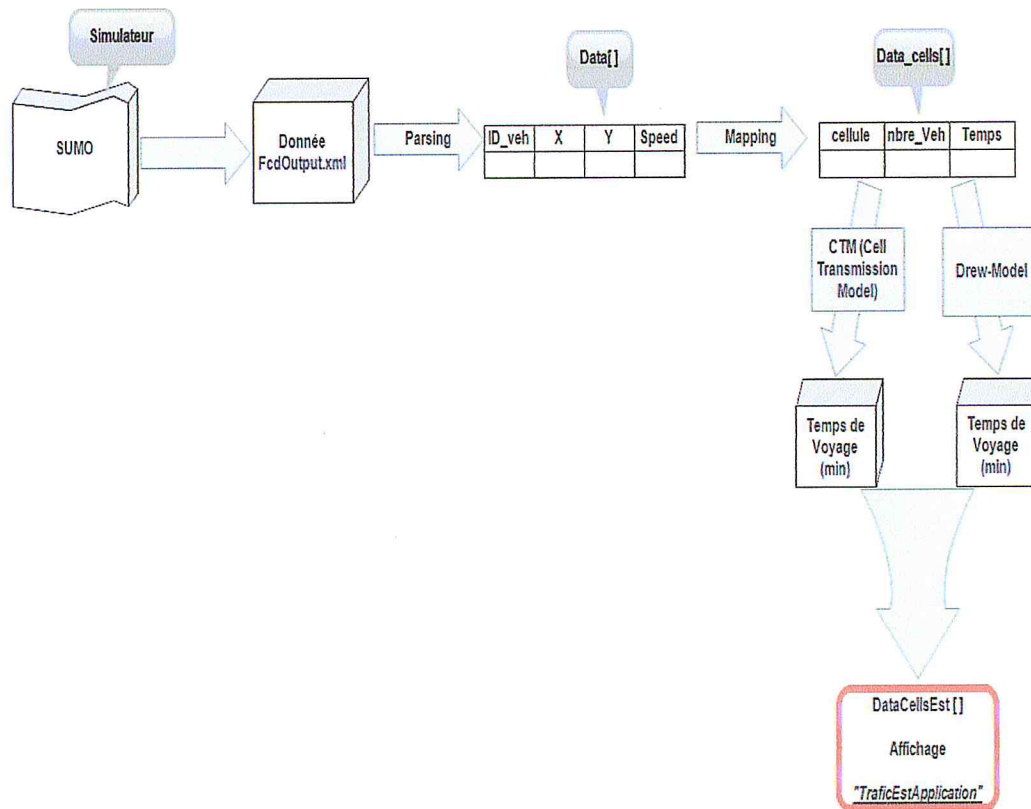 Simulateur
SUMO
Donnée
FcdOutput.xml
Parsing
Data[]
ID_veh X Y Speed
Mapping
Data_cells[]
cellule nbre_Veh Temps
CTM (Cell
Transmission
Model)
Drew-Model
Temps de
Voyage
(min)
Temps de
Voyage
(min)
DataCellsEst [ ]
Affichage
"TraficEstApplication"